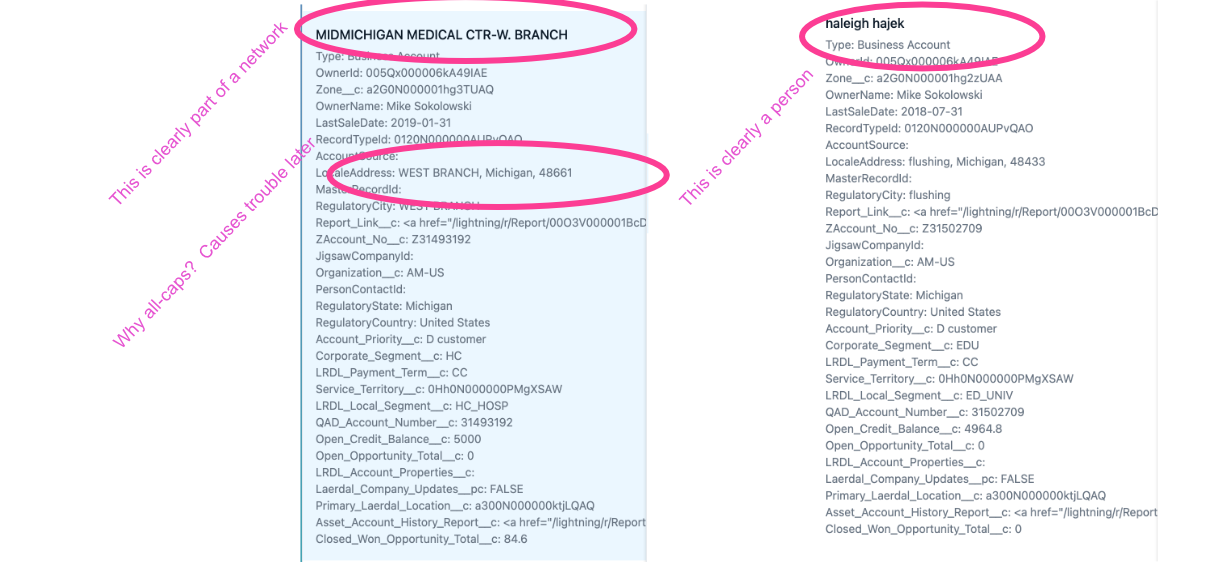 This is clearly part of a network
Why all-caps? Causes trouble later
MIDMICHIGAN MEDICAL CTR-W. BRANCH
Type: Business Account
OwnerId: 005Qx000006kA49IAE
Zone__c: a2G0N000001hg3TUAQ
OwnerName: Mike Sokolowski
LastSaleDate: 2019-01-31
RecordTypeId: 0120N000000AUPvQAO
AccountSource:
LocaleAddress: WEST BRANCH, Michigan, 48661
MasterRecordId:
RegulatoryCity: WEST BRANCH
Report_Link__c: <a href="/lightning/r/Report/00O3V000001BcD
ZAccount_No__c: Z31493192
JigsawCompanyId:
Organization__c: AM-US
PersonContactId:
RegulatoryState: Michigan
RegulatoryCountry: United States
Account_Priority__c: D customer
Corporate_Segment__c: HC
LRDL_Payment_Term__c: CC
Service_Territory__c: 0Hh0N000000PMgXSAW
LRDL_Local_Segment__c: HC_HOSP
QAD_Account_Number__c: 31493192
Open_Credit_Balance__c: 5000
Open_Opportunity_Total__c: 0
LRDL_Account_Properties__c:
Laerdal_Company_Updates__pc: FALSE
Primary_Laerdal_Location__c: a300N000000ktjLQAQ
Asset_Account_History_Report__c: <a href="/lightning/r/Report
Closed_Won_Opportunity_Total__c: 84.6
This is clearly a person
haleigh hajek
Type: Business Account
OwnerId: 005Qx000006kA49IAE
Zone__c: a2G0N000001hg2zUAA
OwnerName: Mike Sokolowski
LastSaleDate: 2018-07-31
RecordTypeId: 0120N000000AUPvQAO
AccountSource:
LocaleAddress: flushing, Michigan, 48433
MasterRecordId:
RegulatoryCity: flushing
Report_Link__c: <a href="/lightning/r/Report/00O3V000001BcD
ZAccount_No__c: Z31502709
JigsawCompanyId:
Organization__c: AM-US
PersonContactId:
RegulatoryState: Michigan
RegulatoryCountry: United States
Account_Priority__c: D customer
Corporate_Segment__c: EDU
LRDL_Payment_Term__c: CC
Service_Territory__c: 0Hh0N000000PMgXSAW
LRDL_Local_Segment__c: ED_UNIV
QAD_Account_Number__c: 31502709
Open_Credit_Balance__c: 4964.8
Open_Opportunity_Total__c: 0
LRDL_Account_Properties__c:
Laerdal_Company_Updates__pc: FALSE
Primary_Laerdal_Location__c: a300N000000ktjLQAQ
Asset_Account_History_Report__c: <a href="/lightning/r/Report
Closed_Won_Opportunity_Total__c: 0